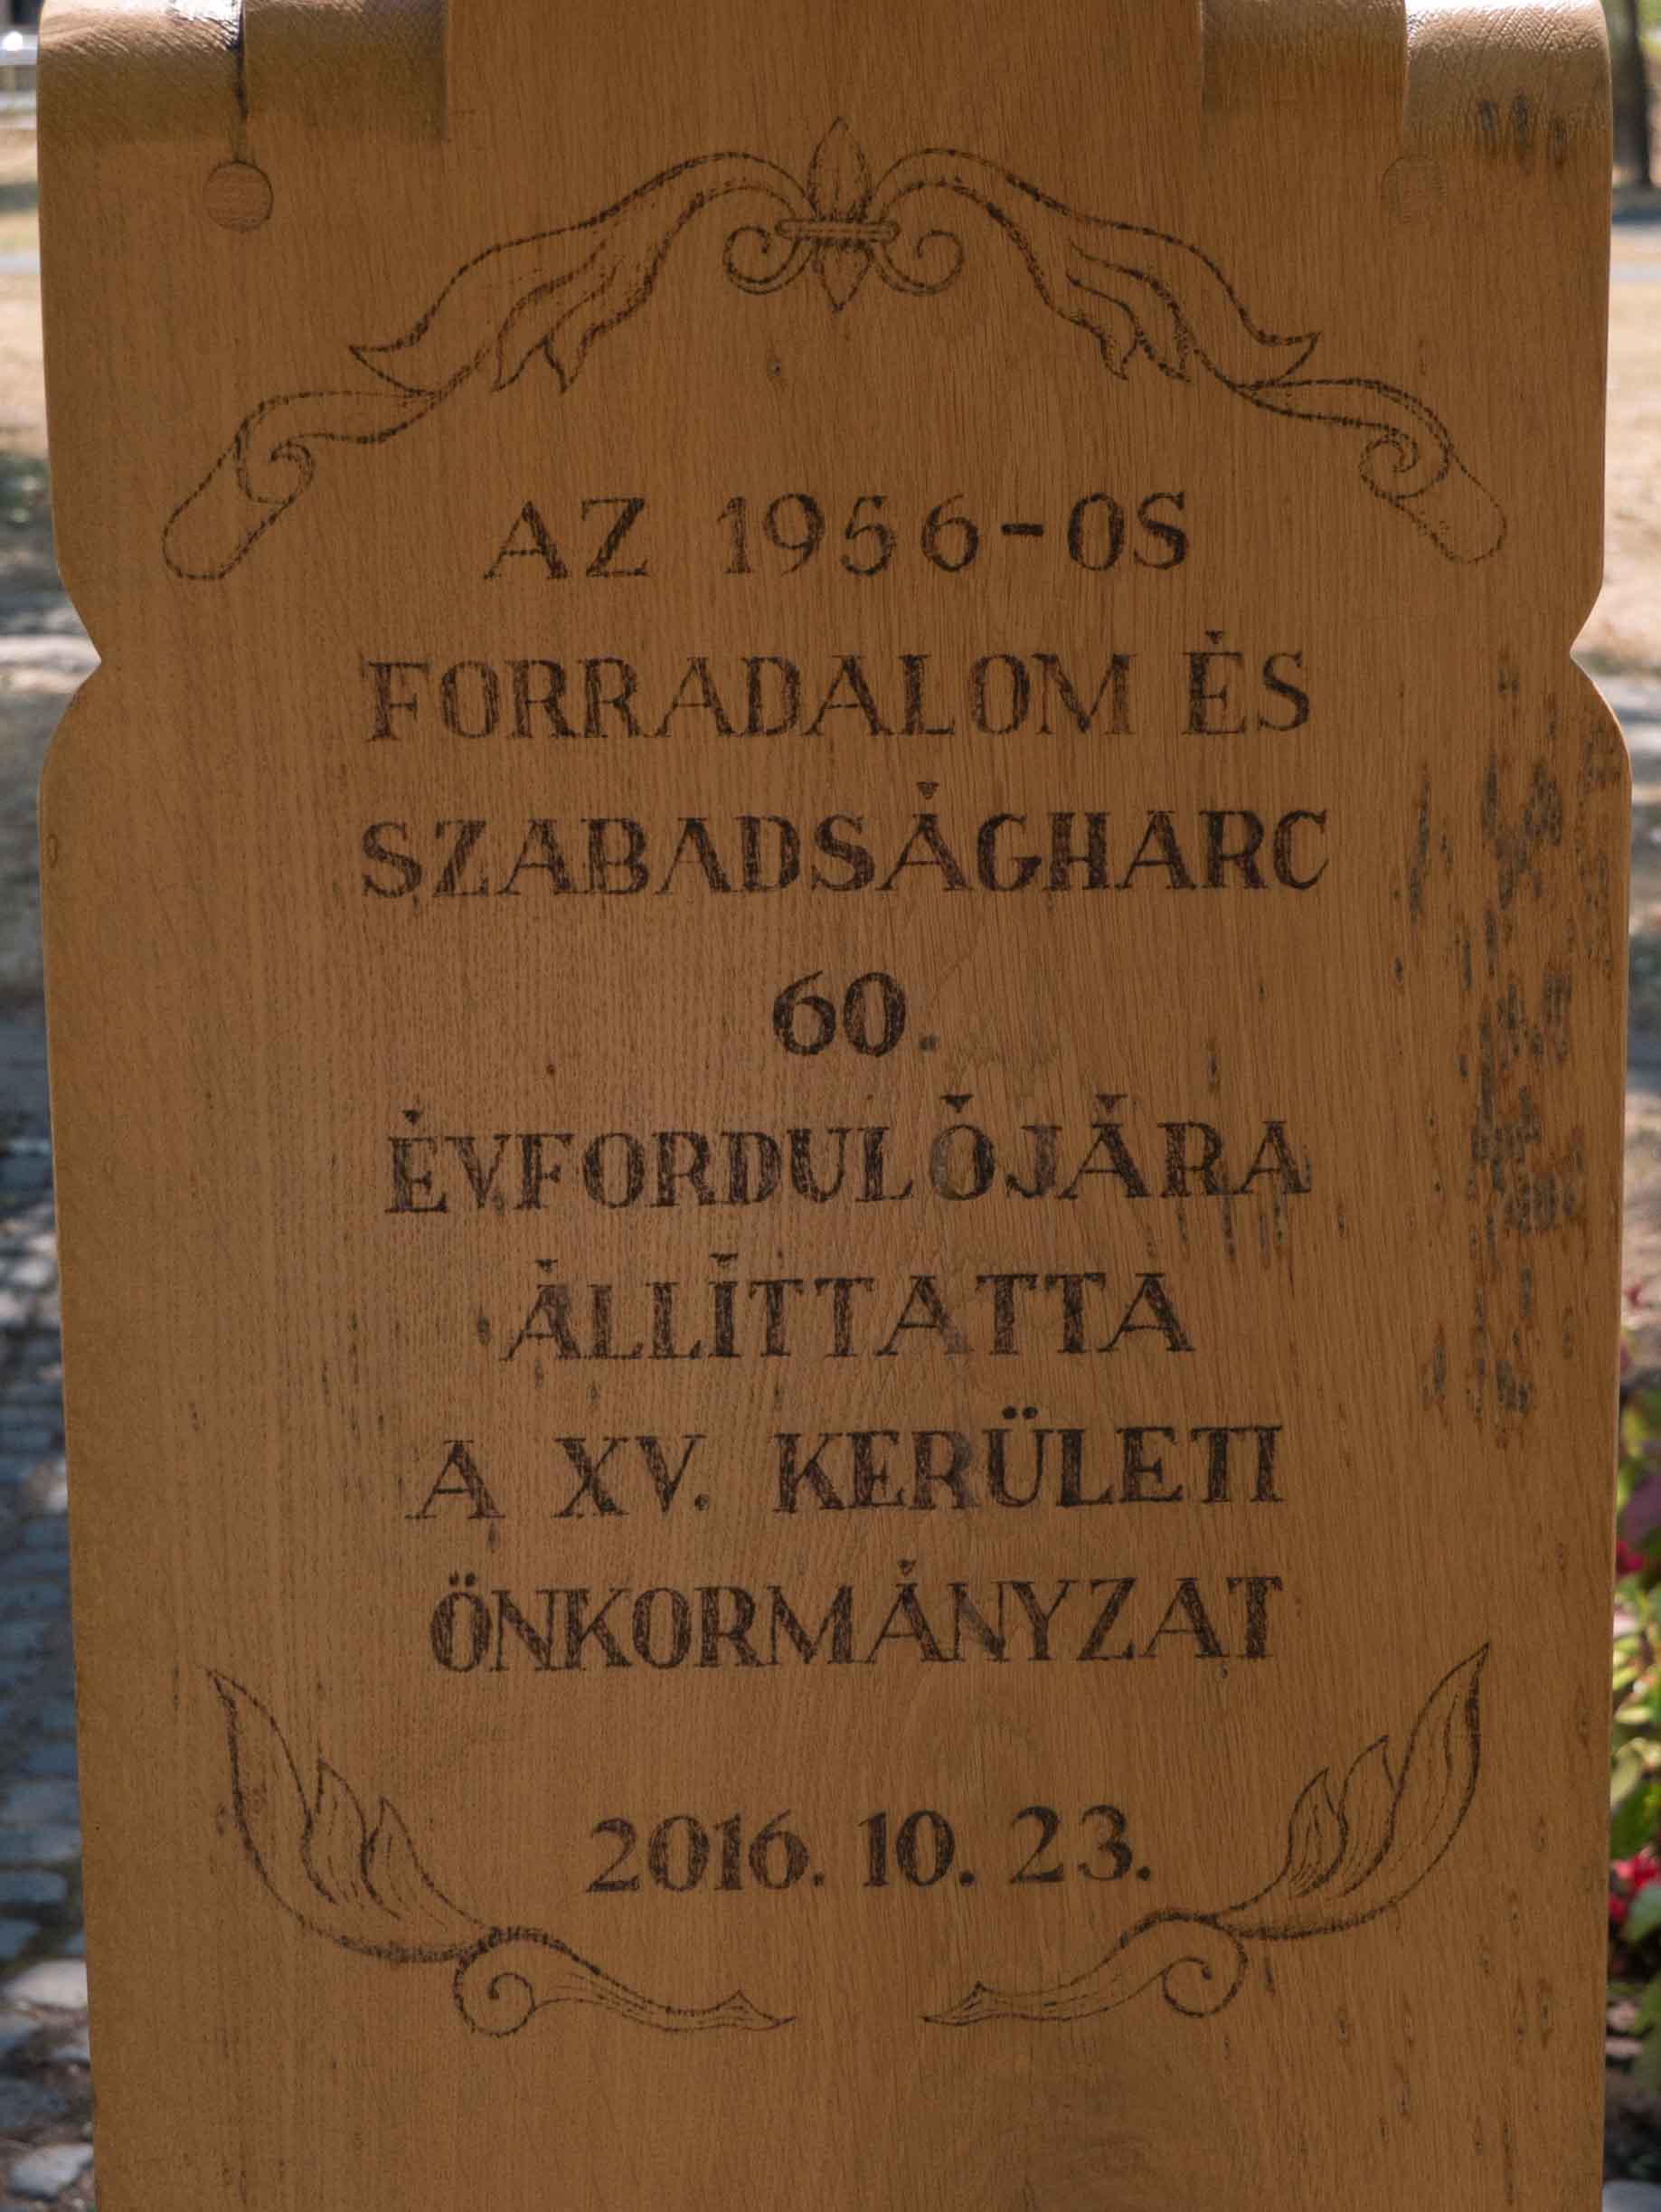 AZ 1956-OS
FORRADALOM ÉS
SZABADSÁGHARC
60.
ÉVFORDULÓJÁRA
ÁLLÍTTATTA
A XV. KERÜLETI
ÖNKORMÁNYZAT
2016. 10. 23.